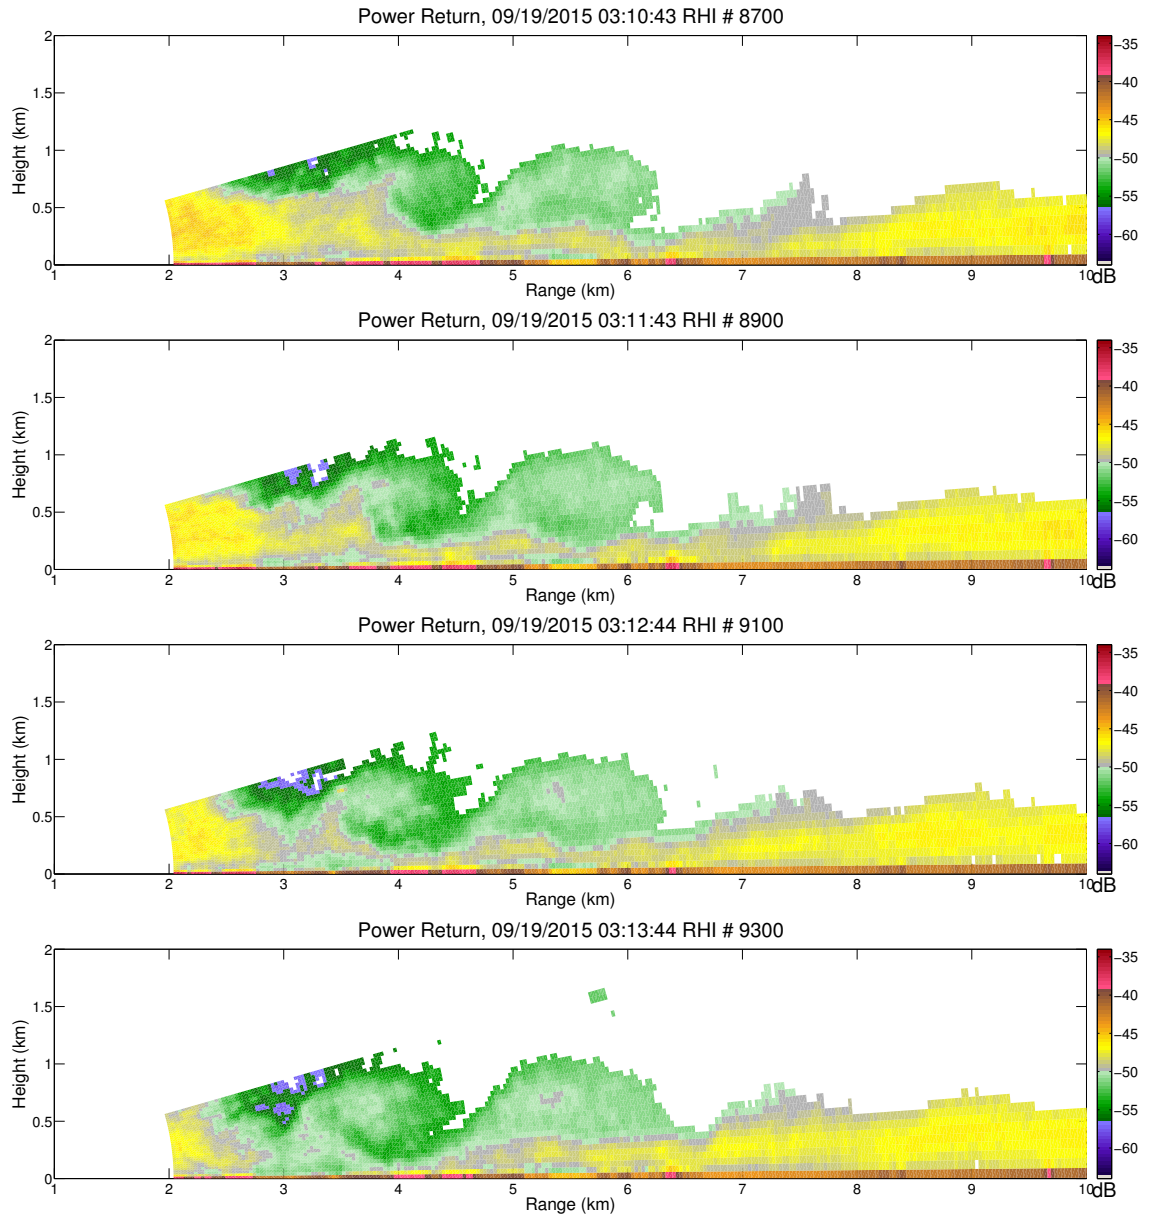 Power Return, 09/19/2015 03:10:43 RHI # 8700
2
1.5
1
0.5
0
Height (km)
1 2 3 4 5 6 7 8 9 10
Range (km)
−35
−40
−45
−50
−55
−60
dB
Power Return, 09/19/2015 03:11:43 RHI # 8900
2
1.5
1
0.5
0
Height (km)
1 2 3 4 5 6 7 8 9 10
Range (km)
−35
−40
−45
−50
−55
−60
dB
Power Return, 09/19/2015 03:12:44 RHI # 9100
2
1.5
1
0.5
0
Height (km)
1 2 3 4 5 6 7 8 9 10
Range (km)
−35
−40
−45
−50
−55
−60
dB
Power Return, 09/19/2015 03:13:44 RHI # 9300
2
1.5
1
0.5
0
Height (km)
1 2 3 4 5 6 7 8 9 10
Range (km)
−35
−40
−45
−50
−55
−60
dB